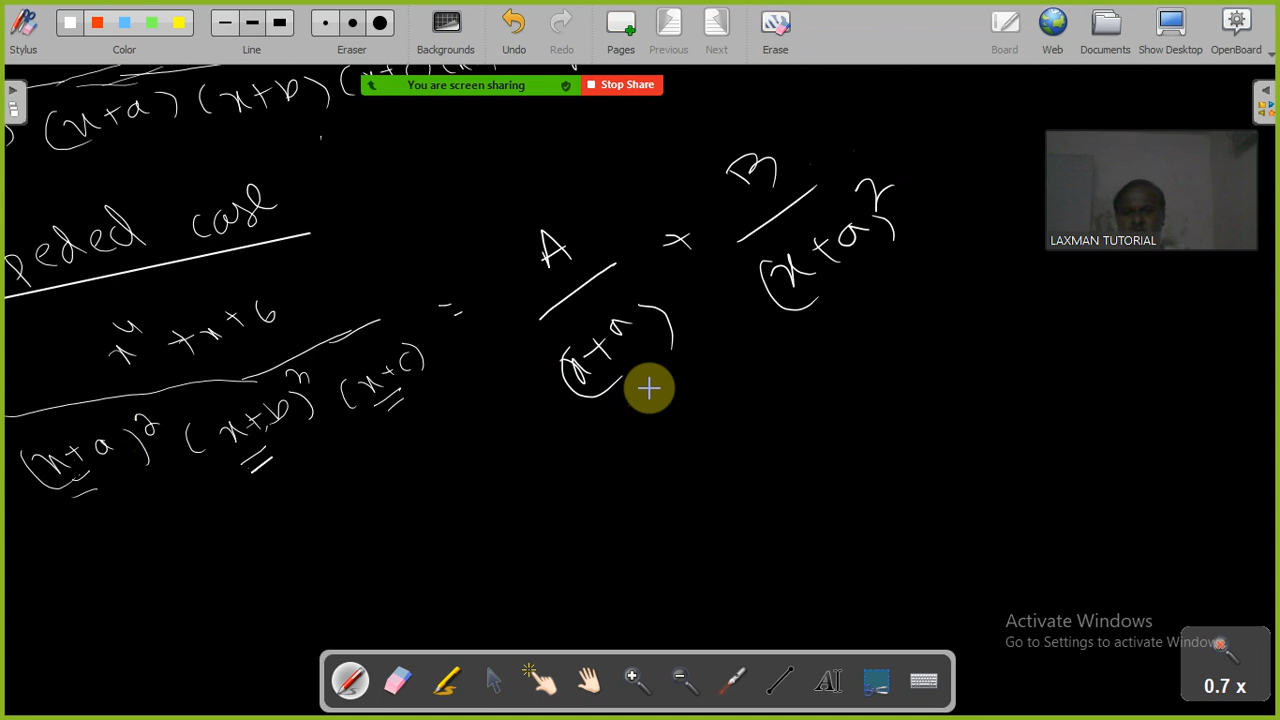 Stylus Color Line Eraser Backgrounds Undo Redo Pages Previous Next Erase Board Web Documents Show Desktop OpenBoard
You are screen sharing Stop Share
(x+a) (x+b)
peded case
x⁴ + x + 6 / (x+a)² (x+b)ⁿ (x+c) = A / (x+a) + B / (x+a)²
LAXMAN TUTORIAL
Activate Windows
Go to Settings to activate Windows
0.7 x